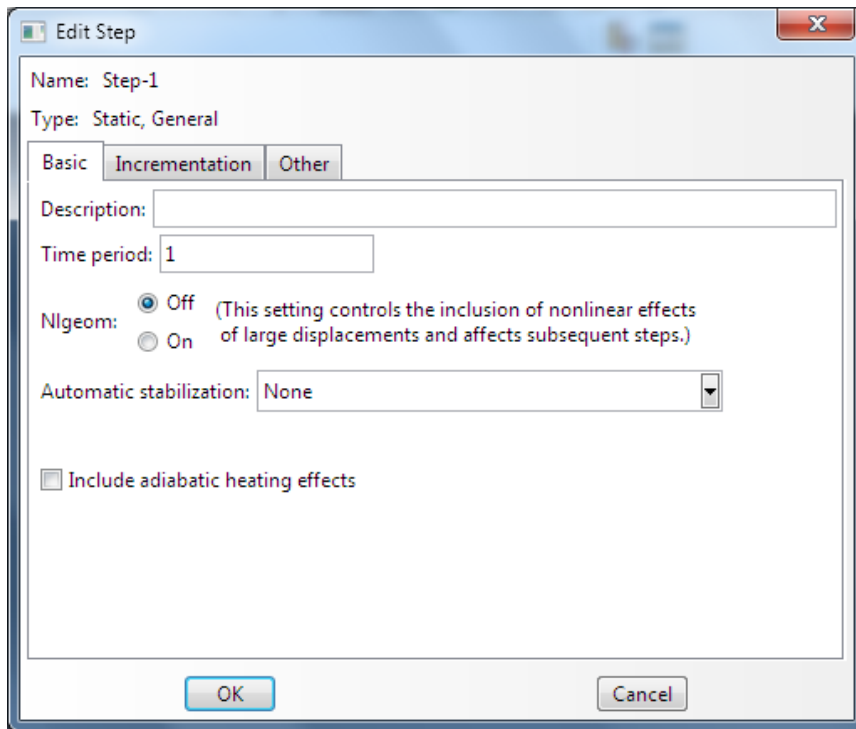 Edit Step
Name: Step-1
Type: Static, General
Basic Incrementation Other
Description:
Time period: 1
Nlgeom: Off (This setting controls the inclusion of nonlinear effects
On of large displacements and affects subsequent steps.)
Automatic stabilization: None
Include adiabatic heating effects
OK Cancel